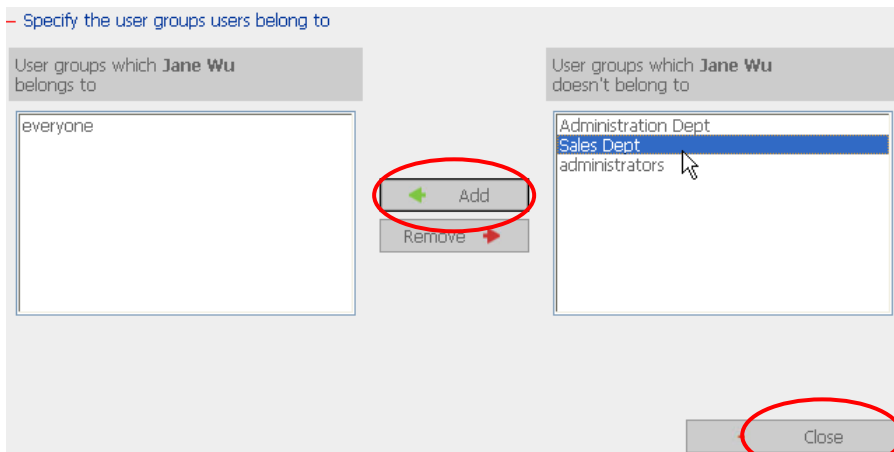 – Specify the user groups users belong to
User groups which Jane Wu
belongs to
everyone
Add
Remove
User groups which Jane Wu
doesn't belong to
Administration Dept
Sales Dept
administrators
Close